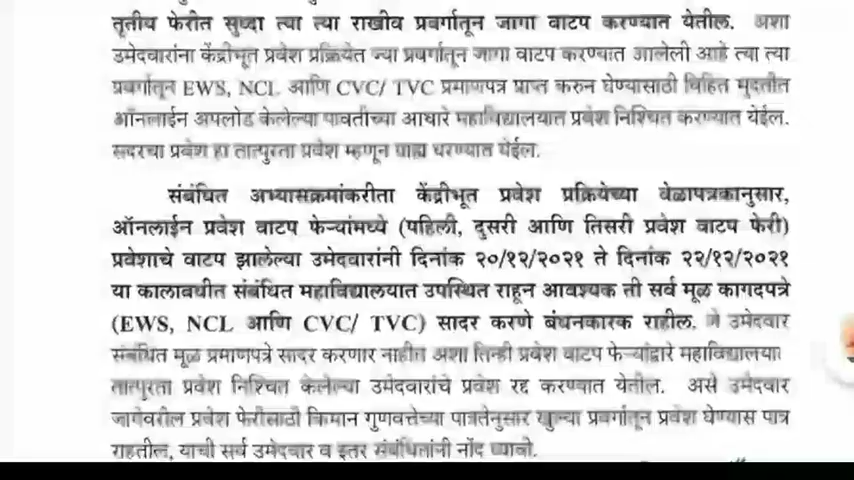 तृतीय फेरीत सुध्दा त्या त्या राखीव प्रवर्गातून जागा वाटप करण्यात येतील. अशा
उमेदवारांना केंद्रीभूत प्रवेश प्रक्रियेत ज्या प्रवर्गातून जागा वाटप करण्यात आलेली आहे त्या त्या
प्रवर्गातून EWS, NCL आणि CVC/ TVC प्रमाणपत्र प्राप्त करुन घेण्यासाठी विहित मुदतीत
ऑनलाईन अपलोड केलेल्या पावतीच्या आधारे महाविद्यालयात प्रवेश निश्चित करण्यात येईल.
सदरचा प्रवेश हा तात्पुरता प्रवेश म्हणून ग्राह्य धरण्यात येईल.
संबंधित अभ्यासक्रमांकरीता केंद्रीभूत प्रवेश प्रक्रियेच्या वेळापत्रकानुसार,
ऑनलाईन प्रवेश वाटप फेऱ्यांमध्ये (पहिली, दुसरी आणि तिसरी प्रवेश वाटप फेरी)
प्रवेशाचे वाटप झालेल्या उमेदवारांनी दिनांक २०/१२/२०२१ ते दिनांक २२/१२/२०२१
या कालावधीत संबंधित महाविद्यालयात उपस्थित राहून आवश्यक ती सर्व मूळ कागदपत्रे
(EWS, NCL आणि CVC/ TVC) सादर करणे बंधनकारक राहील. जे उमेदवार
संबंधित मूळ प्रमाणपत्रे सादर करणार नाहीत अशा तिन्ही प्रवेश वाटप फेऱ्यांद्वारे महाविद्यालया
तात्पुरता प्रवेश निश्चित केलेल्या उमेदवारांचे प्रवेश रद्द करण्यात येतील. असे उमेदवार
जागेवरील प्रवेश फेरीसाठी किमान गुणवत्तेच्या पात्रतेनुसार खुल्या प्रवर्गातून प्रवेश घेण्यास पात्र
राहतील, याची सर्व उमेदवार व इतर संबंधितांनी नोंद घ्यावी.